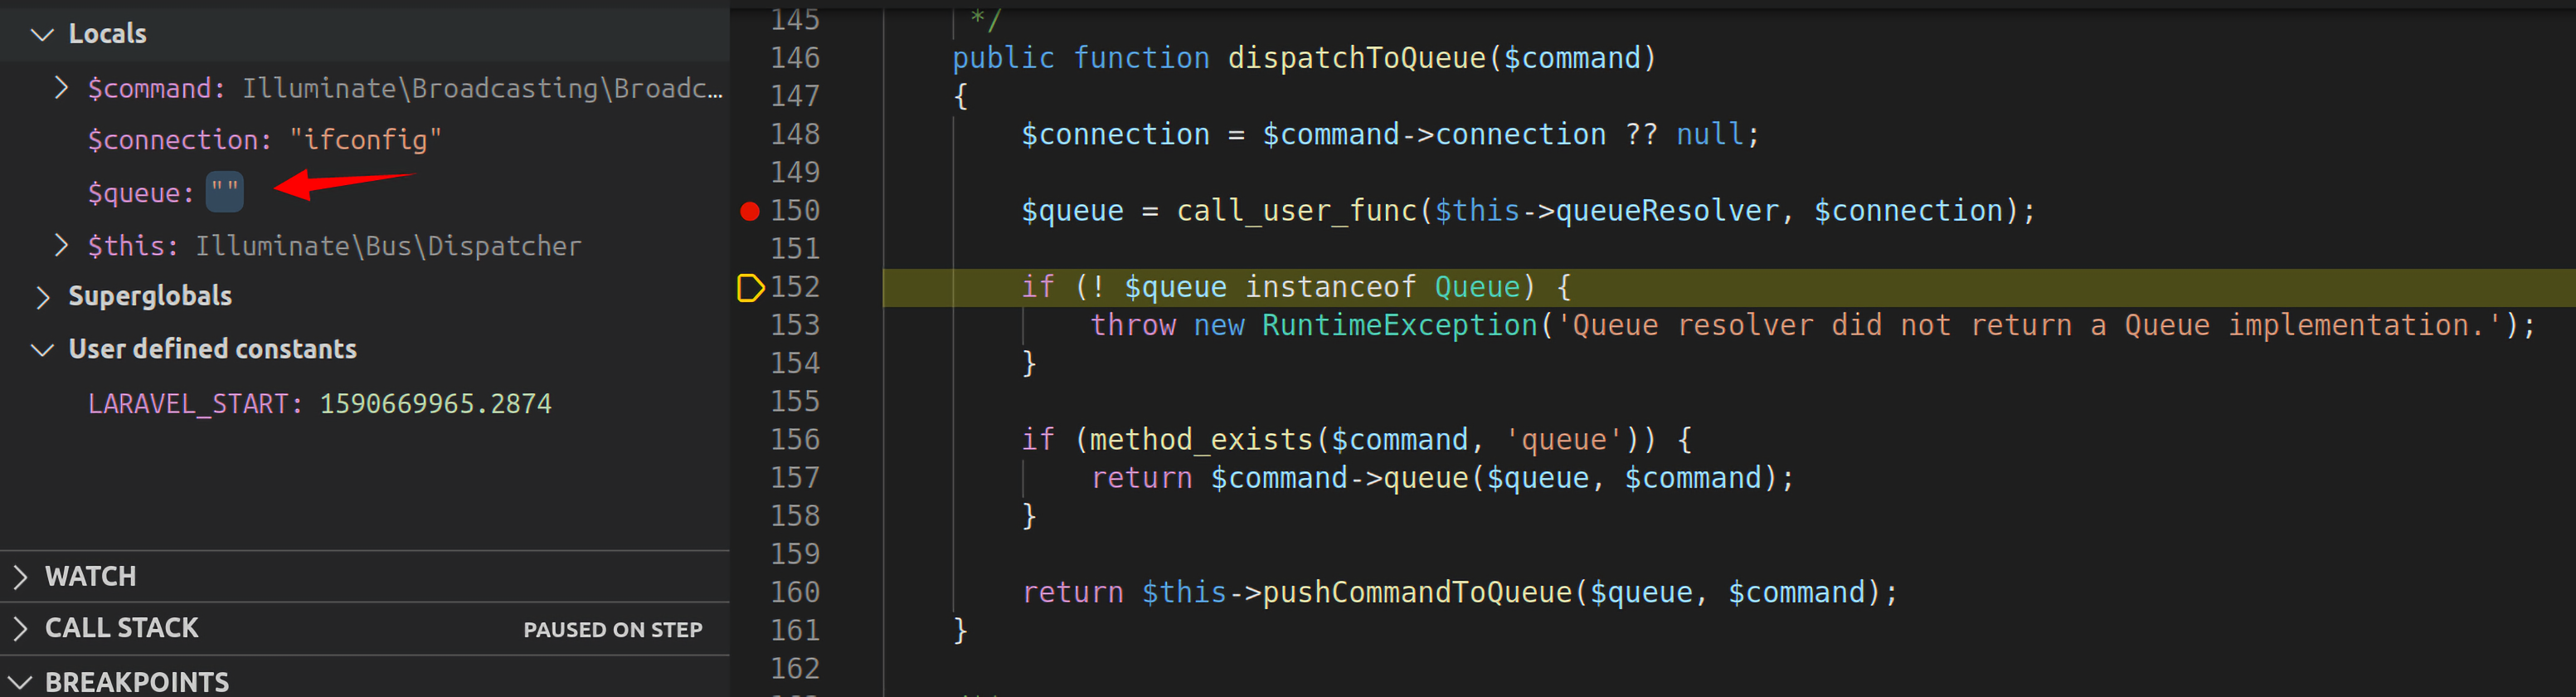 Locals
$command: Illuminate\Broadcasting\Broadc…
$connection: "ifconfig"
$queue: ""
$this: Illuminate\Bus\Dispatcher
Superglobals
User defined constants
LARAVEL_START: 1590669965.2874
WATCH
CALL STACK PAUSED ON STEP
BREAKPOINTS
145 */
146 public function dispatchToQueue($command)
147 {
148 $connection = $command->connection ?? null;
149
150 $queue = call_user_func($this->queueResolver, $connection);
151
152 if (! $queue instanceof Queue) {
153 throw new RuntimeException('Queue resolver did not return a Queue implementation.');
154 }
155
156 if (method_exists($command, 'queue')) {
157 return $command->queue($queue, $command);
158 }
159
160 return $this->pushCommandToQueue($queue, $command);
161 }
162